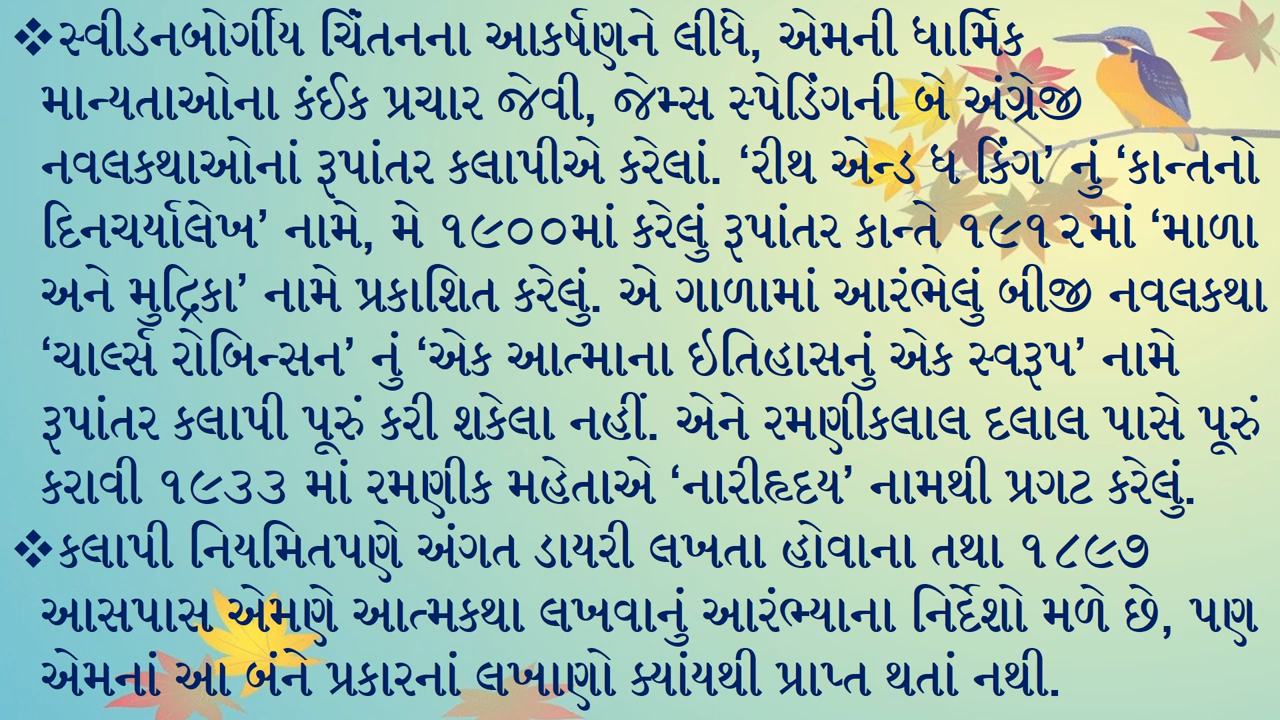 ❖સ્વીડનબોર્ગીય ચિંતનના આકર્ષણને લીધે, એમની ધાર્મિક
માન્યતાઓના કંઈક પ્રચાર જેવી, જેમ્સ સ્પેડિંગની બે અંગ્રેજી
નવલકથાઓનાં રૂપાંતર કલાપીએ કરેલાં. ‘રીથ એન્ડ ધ કિંગ’ નું ‘કાન્તનો
દિનચર્યાલેખ’ નામે, મે ૧૯૦૦માં કરેલું રૂપાંતર કાન્તે ૧૯૧૨માં ‘માળા
અને મુદ્રિકા’ નામે પ્રકાશિત કરેલું. એ ગાળામાં આરંભેલું બીજી નવલકથા
‘ચાર્લ્સ રોબિન્સન’ નું ‘એક આત્માના ઇતિહાસનું એક સ્વરૂપ’ નામે
રૂપાંતર કલાપી પૂરું કરી શકેલા નહીં. એને રમણીકલાલ દલાલ પાસે પૂરું
કરાવી ૧૯૩૩ માં રમણીક મહેતાએ ‘નારીહૃદય’ નામથી પ્રગટ કરેલું.
❖કલાપી નિયમિતપણે અંગત ડાયરી લખતા હોવાના તથા ૧૮૯૭
આસપાસ એમણે આત્મકથા લખવાનું આરંભ્યાના નિર્દેશો મળે છે, પણ
એમનાં આ બંને પ્રકારનાં લખાણો ક્યાંયથી પ્રાપ્ત થતાં નથી.